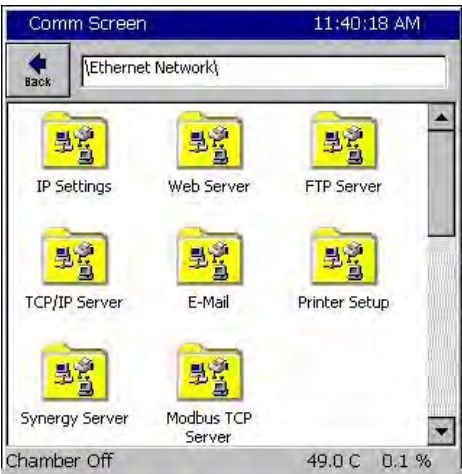 Comm Screen 11:40:18 AM
Back \Ethernet Network\
IP Settings Web Server FTP Server
TCP/IP Server E-Mail Printer Setup
Synergy Server Modbus TCP
Server
Chamber Off 49.0 C 0.1 %